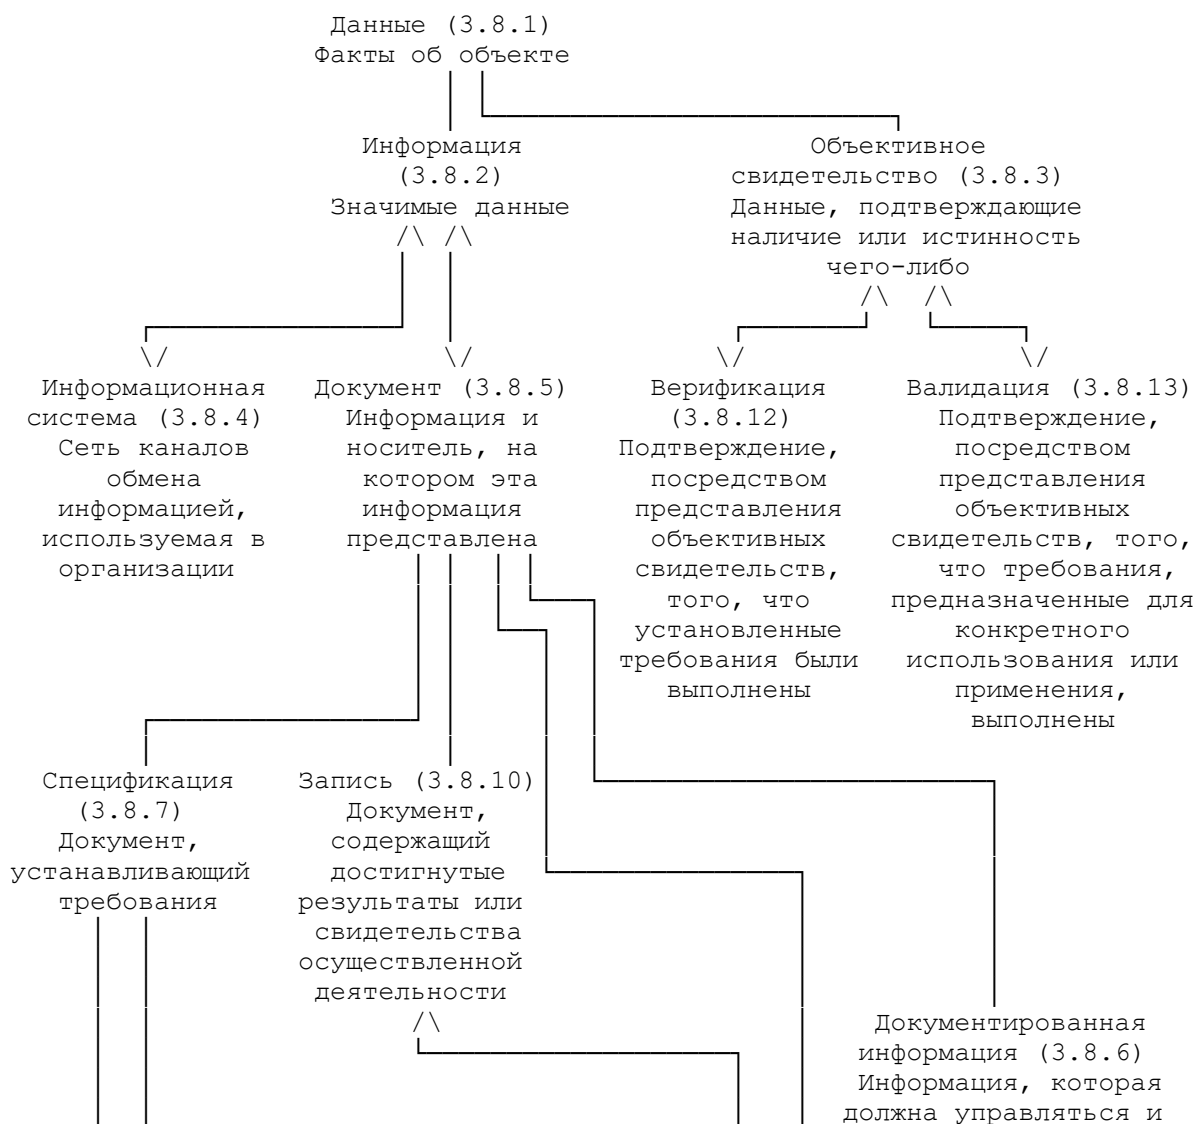 Данные (3.8.1)
Факты об объекте
Информация
(3.8.2)
Значимые данные
Объективное
свидетельство (3.8.3)
Данные, подтверждающие
наличие или истинность
чего-либо
Информационная
система (3.8.4)
Сеть каналов
обмена
информацией,
используемая в
организации
Документ (3.8.5)
Информация и
носитель, на
котором эта
информация
представлена
Верификация
(3.8.12)
Подтверждение,
посредством
представления
объективных
свидетельств,
того, что
установленные
требования были
выполнены
Валидация (3.8.13)
Подтверждение,
посредством
представления
объективных
свидетельств, того,
что требования,
предназначенные для
конкретного
использования или
применения,
выполнены
Спецификация
(3.8.7)
Документ,
устанавливающий
требования
Запись (3.8.10)
Документ,
содержащий
достигнутые
результаты или
свидетельства
осуществленной
деятельности
Документированная
информация (3.8.6)
Информация, которая
должна управляться и